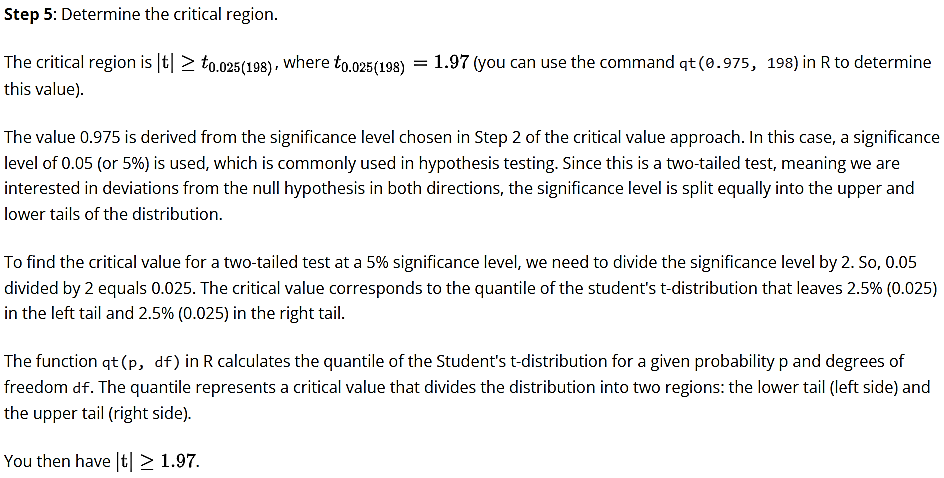 Step 5: Determine the critical region.
The critical region is |t| ≥ t0.025(198), where t0.025(198) = 1.97 (you can use the command qt(0.975, 198) in R to determine
this value).
The value 0.975 is derived from the significance level chosen in Step 2 of the critical value approach. In this case, a significance
level of 0.05 (or 5%) is used, which is commonly used in hypothesis testing. Since this is a two-tailed test, meaning we are
interested in deviations from the null hypothesis in both directions, the significance level is split equally into the upper and
lower tails of the distribution.
To find the critical value for a two-tailed test at a 5% significance level, we need to divide the significance level by 2. So, 0.05
divided by 2 equals 0.025. The critical value corresponds to the quantile of the student's t-distribution that leaves 2.5% (0.025)
in the left tail and 2.5% (0.025) in the right tail.
The function qt(p, df) in R calculates the quantile of the Student's t-distribution for a given probability p and degrees of
freedom df. The quantile represents a critical value that divides the distribution into two regions: the lower tail (left side) and
the upper tail (right side).
You then have |t| ≥ 1.97.